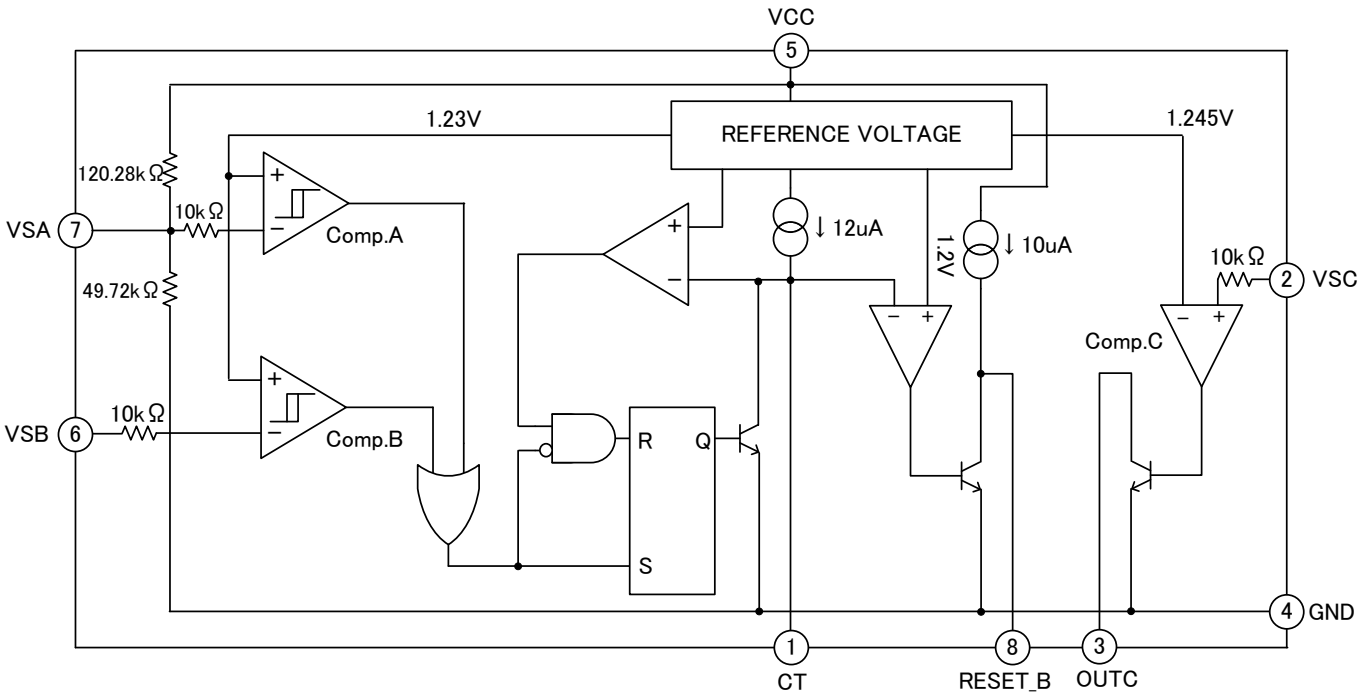 VCC
5
1.23V
REFERENCE VOLTAGE
1.245V
120.28kΩ
+
10kΩ
−
Comp.A
VSA
7
49.72kΩ
+
−
↓ 12uA
1.2V
↓ 10uA
10kΩ
2
VSC
−
+
−
+
Comp.C
+
−
Comp.B
VSB
6
10kΩ
R
Q
S
4
GND
1
CT
8
RESET_B
3
OUTC